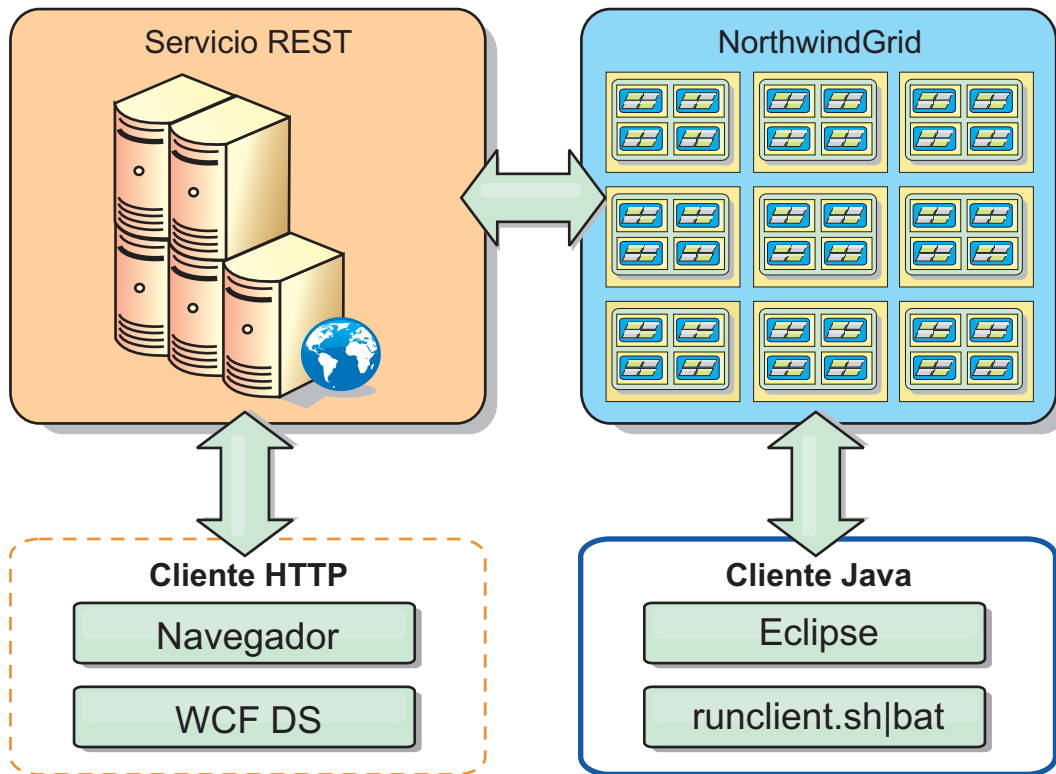 Servicio REST
NorthwindGrid
Cliente HTTP
Navegador
WCF DS
Cliente Java
Eclipse
runclient.sh|bat